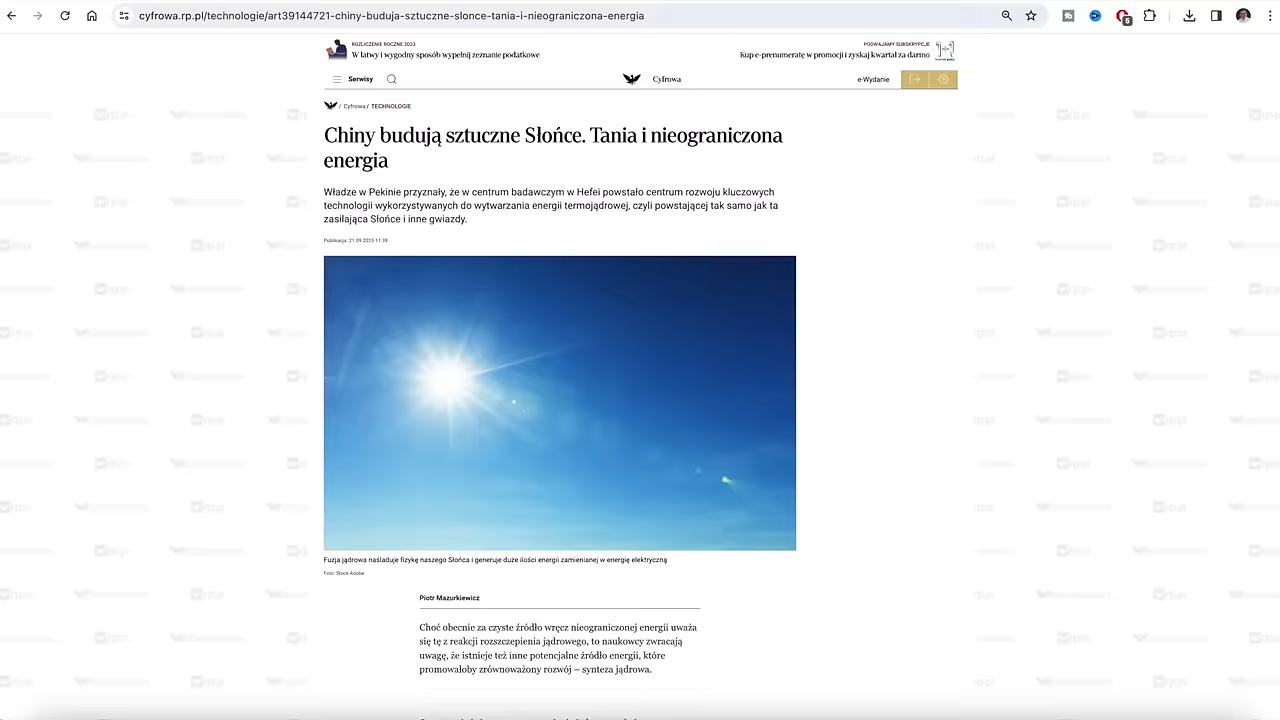 cyfrowa.rp.pl/technologie/art39144721-chiny-buduja-sztuczne-slonce-tania-i-nieograniczona-energia
ROZLICZENIE ROCZNE 2023
W łatwy i wygodny sposób wypełnij zeznanie podatkowe
PODWAJAMY SUBSKRYPCJE
Kup e-prenumeratę w promocji i zyskaj kwartał za darmo
Serwisy
Cyfrowa
e-Wydanie
/ Cyfrowa / TECHNOLOGIE
Chiny budują sztuczne Słońce. Tania i nieograniczona
energia
Władze w Pekinie przyznały, że w centrum badawczym w Hefei powstało centrum rozwoju kluczowych
technologii wykorzystywanych do wytwarzania energii termojądrowej, czyli powstającej tak samo jak ta
zasilająca Słońce i inne gwiazdy.
Publikacja: 21.09.2023 11:39
Fuzja jądrowa naśladuje fizykę naszego Słońca i generuje duże ilości energii zamienianej w energię elektryczną
Foto: Stock Adobe
Piotr Mazurkiewicz
Choć obecnie za czyste źródło wręcz nieograniczonej energii uważa
się tę z reakcji rozszczepienia jądrowego, to naukowcy zwracają
uwagę, że istnieje też inne potencjalne źródło energii, które
promowałoby zrównoważony rozwój – synteza jądrowa.